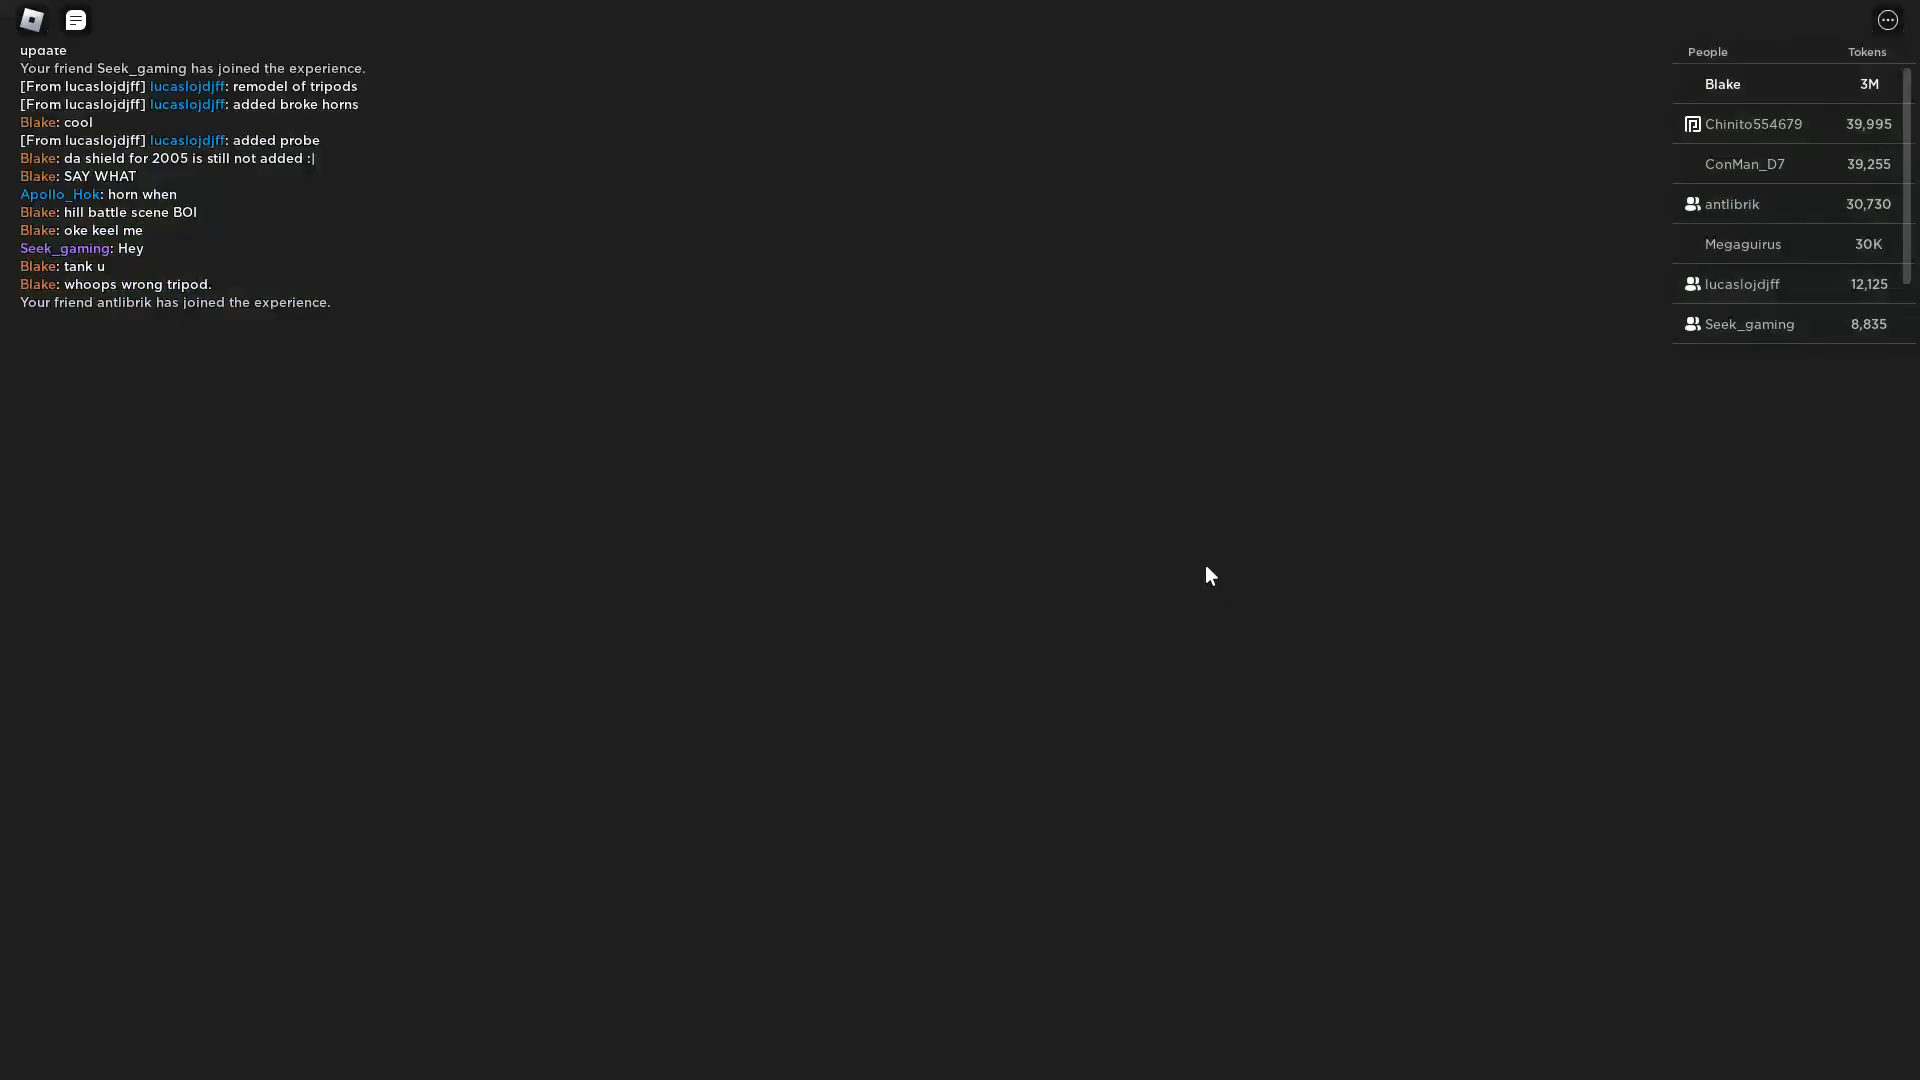 update
Your friend Seek_gaming has joined the experience.
[From lucaslojdjff] lucaslojdjff: remodel of tripods
[From lucaslojdjff] lucaslojdjff: added broke horns
Blake: cool
[From lucaslojdjff] lucaslojdjff: added probe
Blake: da shield for 2005 is still not added :|
Blake: SAY WHAT
Apollo_Hok: horn when
Blake: hill battle scene BOI
Blake: oke keel me
Seek_gaming: Hey
Blake: tank u
Blake: whoops wrong tripod.
Your friend antlibrik has joined the experience.
People Tokens
Blake 3M
Chinito554679 39,995
ConMan_D7 39,255
antlibrik 30,730
Megaguirus 30K
lucaslojdjff 12,125
Seek_gaming 8,835